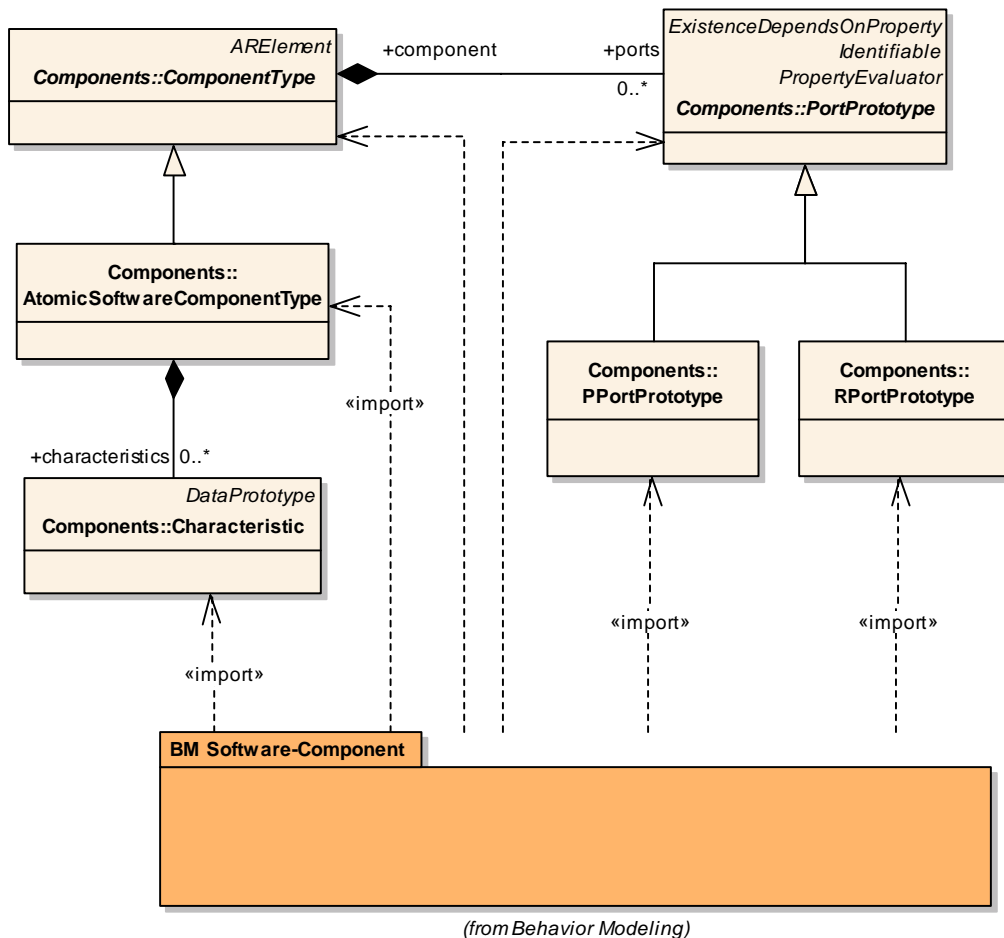 ARElement
Components::ComponentType
+component
+ports
0..*
ExistenceDependsOnProperty
Identifiable
PropertyEvaluator
Components::PortPrototype
Components::
AtomicSoftwareComponentType
Components::
PPortPrototype
Components::
RPortPrototype
«import»
+characteristics 0..*
DataPrototype
Components::Characteristic
«import»
«import»
«import»
BM Software-Component
(from Behavior Modeling)